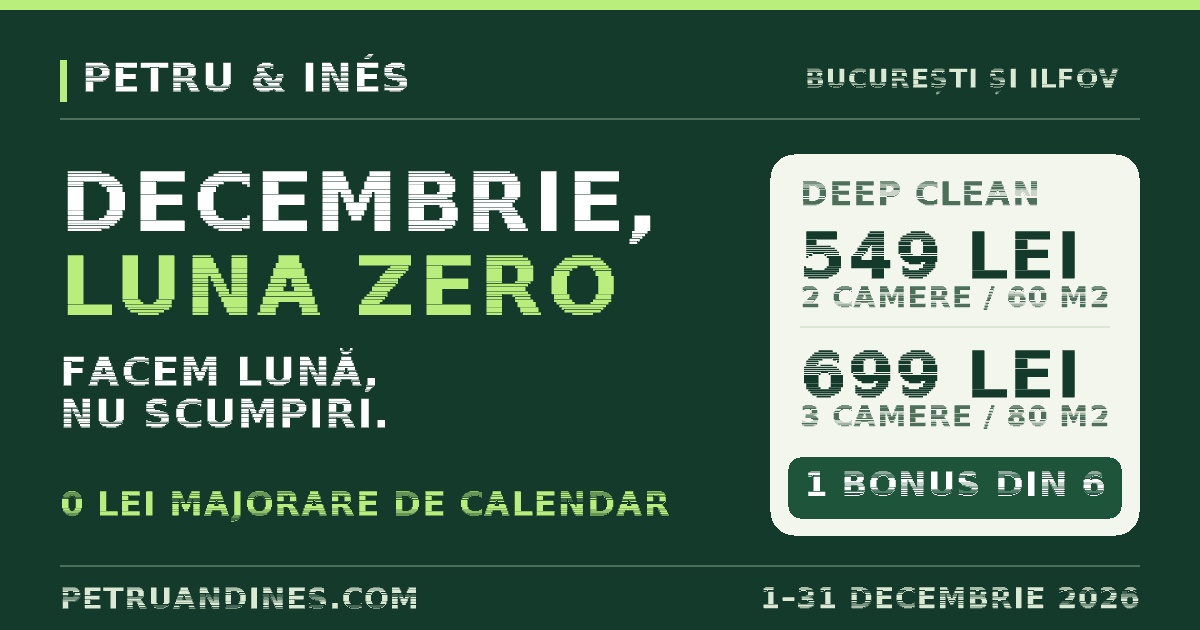 PETRU & INÉS
BUCUREȘTI ȘI ILFOV
DECEMBRIE,
LUNA ZERO
FACEM LUNĂ,
NU SCUMPIRI.
0 LEI MAJORARE DE CALENDAR
DEEP CLEAN
549 LEI
2 CAMERE / 60 M2
699 LEI
3 CAMERE / 80 M2
1 BONUS DIN 6
PETRUANDINES.COM
1–31 DECEMBRIE 2026